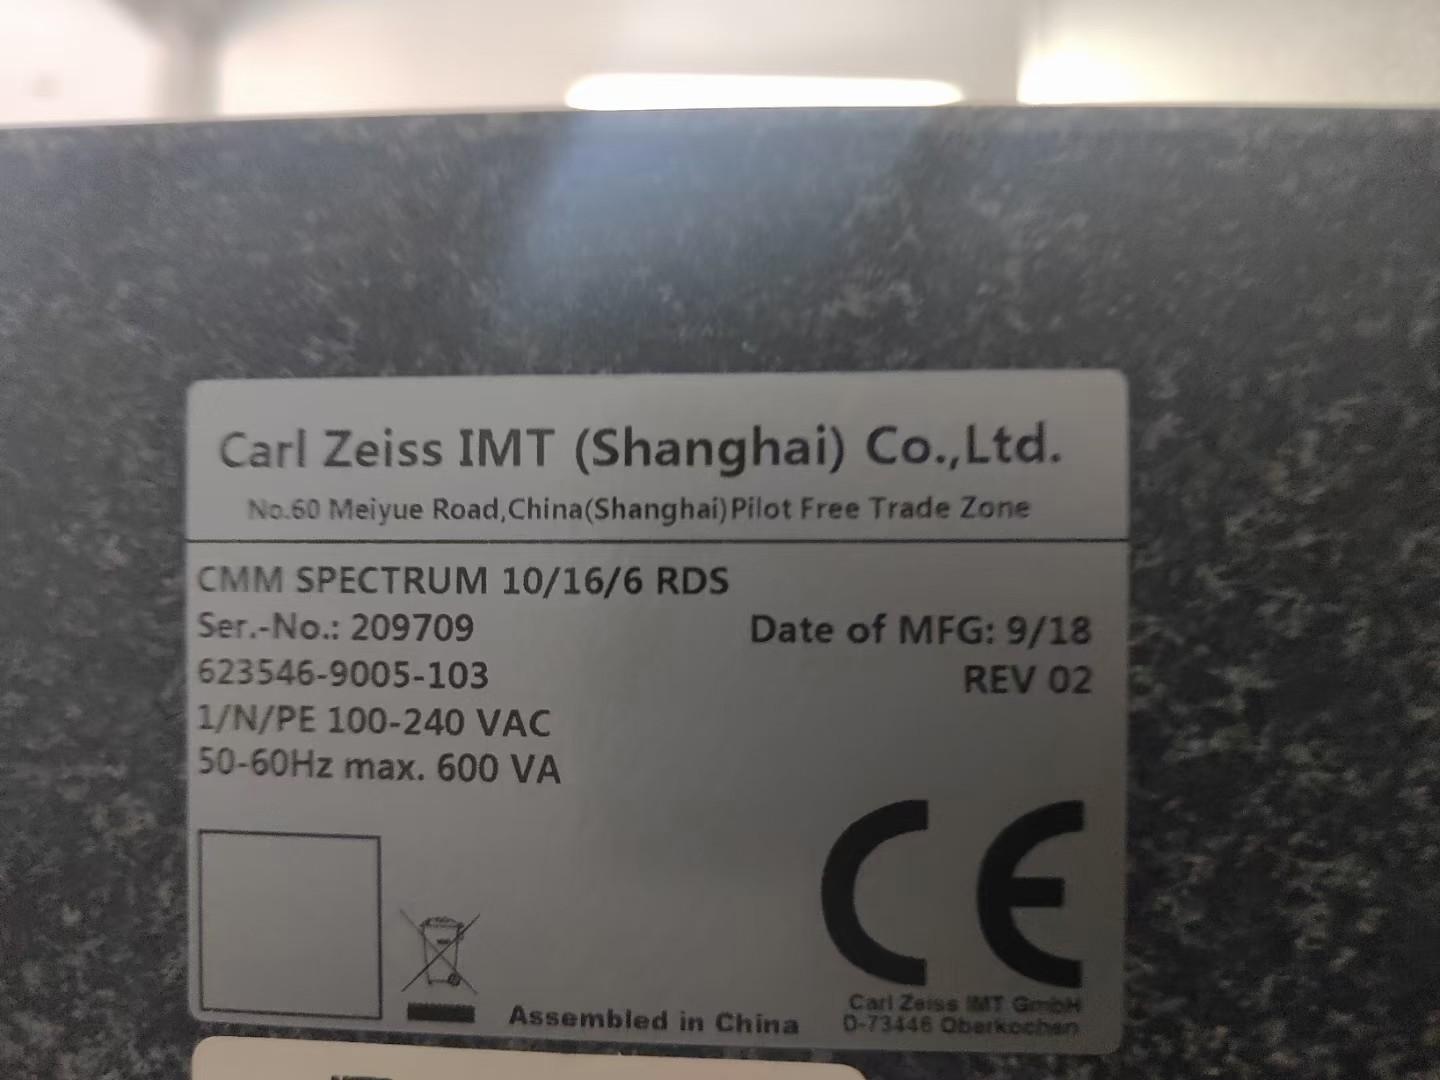 Carl Zeiss IMT (Shanghai) Co.,Ltd.
No.60 Meiyue Road,China(Shanghai)Pilot Free Trade Zone
CMM SPECTRUM 10/16/6 RDS
Ser.-No.: 209709
Date of MFG: 9/18
623546-9005-103
REV 02
1/N/PE 100-240 VAC
50-60Hz max. 600 VA
CE
Assembled in China
Carl Zeiss IMT GmbH
D-73446 Oberkochen